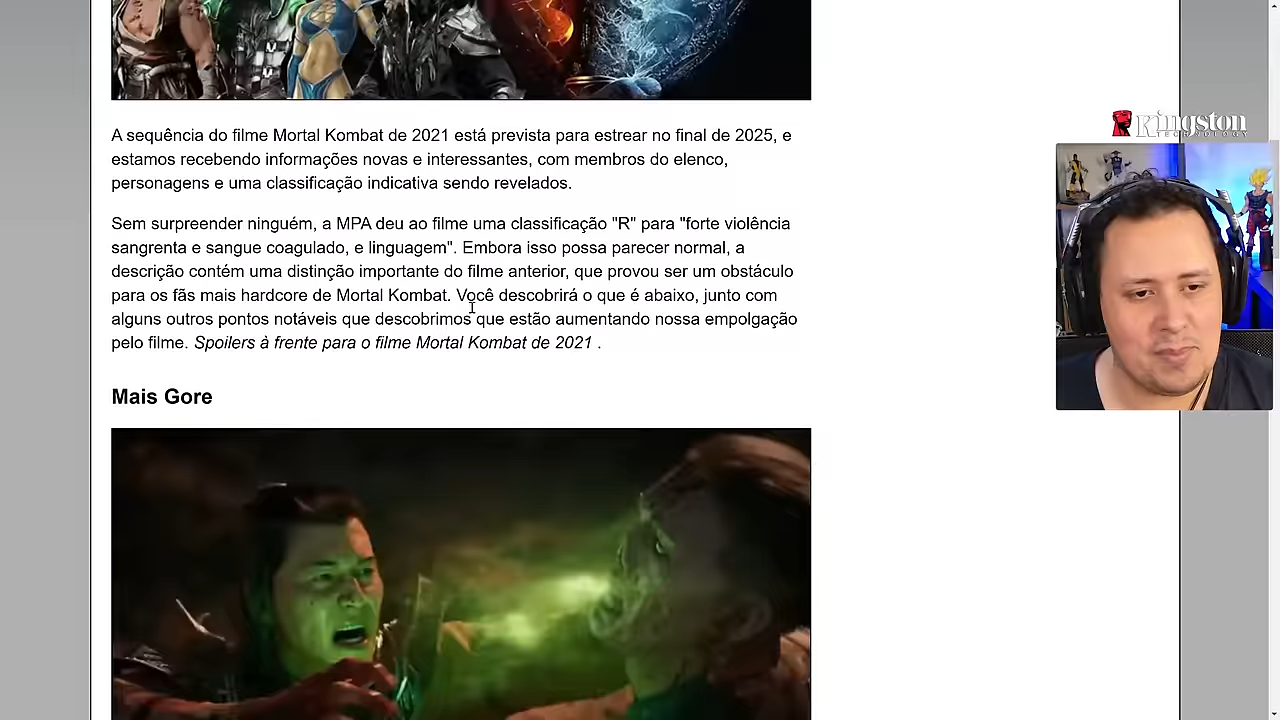 A sequência do filme Mortal Kombat de 2021 está prevista para estrear no final de 2025, e
estamos recebendo informações novas e interessantes, com membros do elenco,
personagens e uma classificação indicativa sendo revelados.
Sem surpreender ninguém, a MPA deu ao filme uma classificação "R" para "forte violência
sangrenta e sangue coagulado, e linguagem". Embora isso possa parecer normal, a
descrição contém uma distinção importante do filme anterior, que provou ser um obstáculo
para os fãs mais hardcore de Mortal Kombat. Você descobrirá o que é abaixo, junto com
alguns outros pontos notáveis que descobrimos que estão aumentando nossa empolgação
pelo filme. Spoilers à frente para o filme Mortal Kombat de 2021 .
Mais Gore
Kingston
TECHNOLOGY